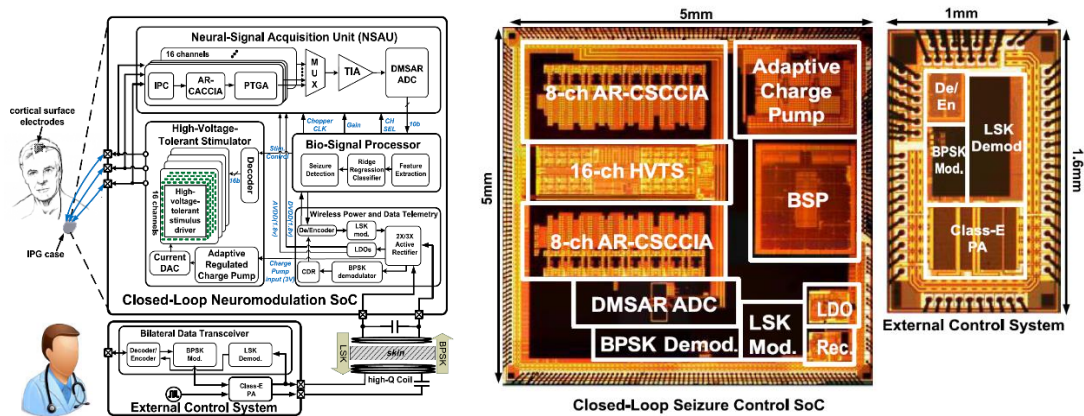 Neural-Signal Acquisition Unit (NSAU)
16 channels
IPC
AR-
CACCIA
PTGA
M
U
X
TIA
DMSAR
ADC
cortical surface
electrodes
IPG case
High-Voltage-
Tolerant
Stimulator
Decoder
16 channels
High-
voltage-
tolerant
stimulus
driver
Current
DAC
Adaptive
Regulated
Charge Pump
Chopper
CLK
Gain
CH
SEL
10b
Stim.
Control
16b
Bio-Signal Processor
Seizure
Detection
Ridge
Regression
Classifier
Feature
Extraction
AVDD(1.8v)
DVDD(1.8v)
Wireless Power and Data Telemetry
De/Encoder
LSK
mod.
2X/3X
Active
Rectifier
LDOs
CDR
BPSK
demodulator
Charge
Pump
input (3V)
Closed-Loop Neuromodulation SoC
Bilateral Data Transceiver
Decoder/
Encoder
BPSK
Mod.
LSK
Demod.
Class-E
PA
External Control System
LSK
skin
BPSK
high-Q Coil
5mm
5mm
8-ch AR-CSCCIA
Adaptive
Charge
Pump
16-ch HVTS
BSP
8-ch AR-CSCCIA
DMSAR ADC
BPSK Demod.
LSK
Mod.
LDO
Rec.
Closed-Loop Seizure Control SoC
1mm
1.6mm
De/
En
LSK
Demod
BPSK
Mod.
Class-E
PA
External Control System